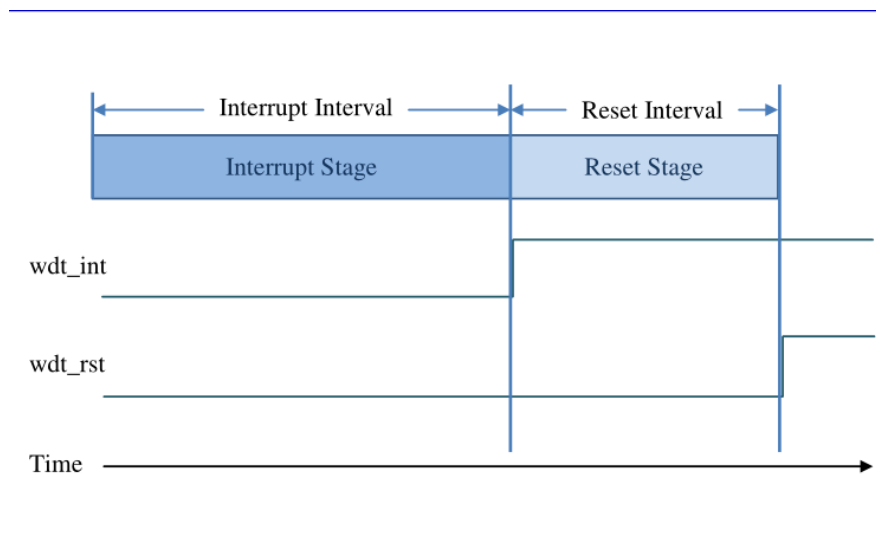 Interrupt Interval
Reset Interval
Interrupt Stage
Reset Stage
wdt_int
wdt_rst
Time